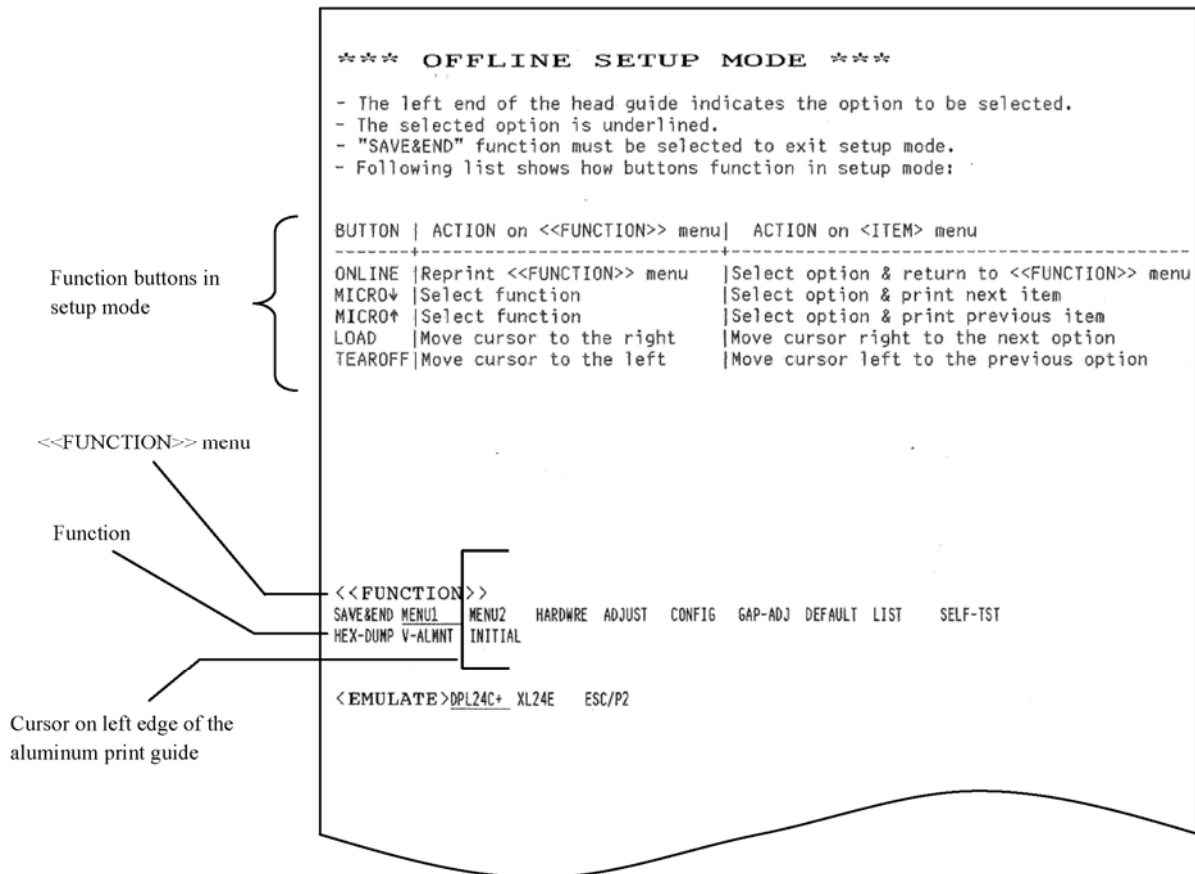 *** OFFLINE SETUP MODE ***
- The left end of the head guide indicates the option to be selected.
- The selected option is underlined.
- "SAVE&END" function must be selected to exit setup mode.
- Following list shows how buttons function in setup mode:
BUTTON | ACTION on <<FUNCTION>> menu| ACTION on <ITEM> menu
--------+-----------------------------+-------------------------------------------
ONLINE |Reprint <<FUNCTION>> menu |Select option & return to <<FUNCTION>> menu
MICRO↓ |Select function |Select option & print next item
MICRO↑ |Select function |Select option & print previous item
LOAD |Move cursor to the right |Move cursor right to the next option
TEAROFF|Move cursor to the left |Move cursor left to the previous option
Function buttons in
setup mode
<<FUNCTION>> menu
Function
<<FUNCTION>>
SAVE&END MENU1 MENU2 HARDWRE ADJUST CONFIG GAP-ADJ DEFAULT LIST SELF-TST
HEX-DUMP V-ALMNT INITIAL
<EMULATE>DPL24C+ XL24E ESC/P2
Cursor on left edge of the
aluminum print guide